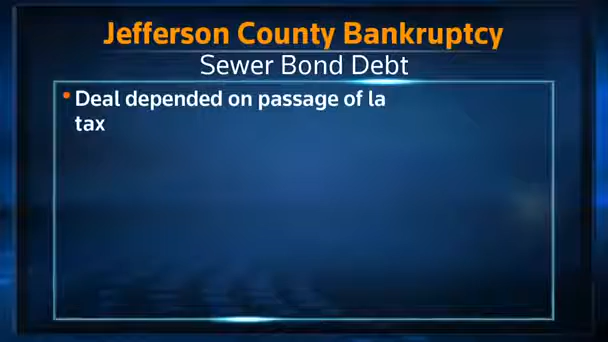 Jefferson County Bankruptcy
Sewer Bond Debt
• Deal depended on passage of la
tax